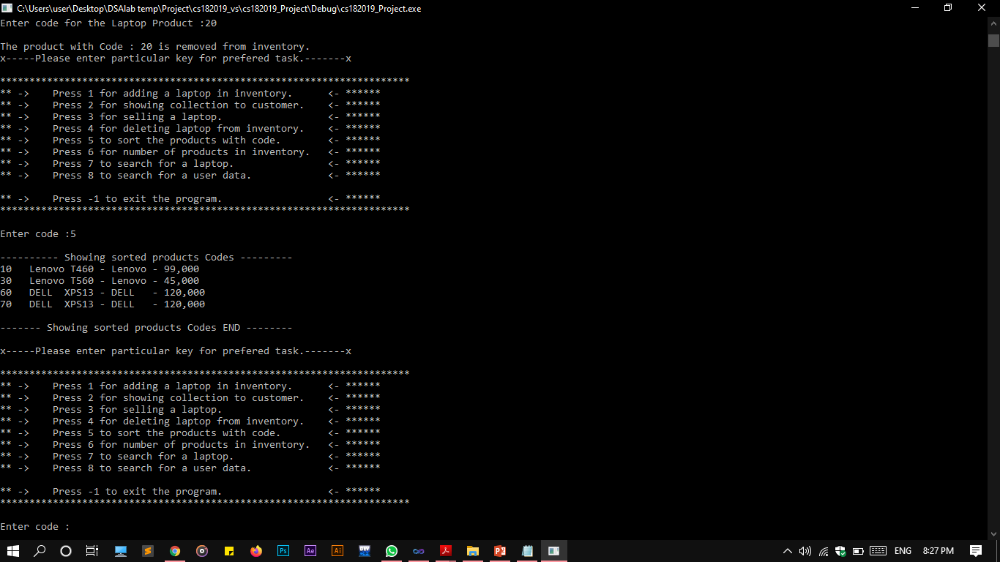 C:\Users\user\Desktop\DSAlab temp\Project\cs182019_vs\cs182019_Project\Debug\cs182019_Project.exe
Enter code for the Laptop Product :20
The product with Code : 20 is removed from inventory.
x-----Please enter particular key for prefered task.-------x
**********************************************************************
** ->    Press 1 for adding a laptop in inventory.      <- ******
** ->    Press 2 for showing collection to customer.    <- ******
** ->    Press 3 for selling a laptop.                  <- ******
** ->    Press 4 for deleting laptop from inventory.    <- ******
** ->    Press 5 to sort the products with code.        <- ******
** ->    Press 6 for number of products in inventory.   <- ******
** ->    Press 7 to search for a laptop.                <- ******
** ->    Press 8 to search for a user data.             <- ******
** ->    Press -1 to exit the program.                  <- ******
**********************************************************************
Enter code :5
---------- Showing sorted products Codes ---------
10   Lenovo T460 - Lenovo - 99,000
30   Lenovo T560 - Lenovo - 45,000
60   DELL  XPS13 - DELL   - 120,000
70   DELL  XPS13 - DELL   - 120,000
------- Showing sorted products Codes END --------
x-----Please enter particular key for prefered task.-------x
**********************************************************************
** ->    Press 1 for adding a laptop in inventory.      <- ******
** ->    Press 2 for showing collection to customer.    <- ******
** ->    Press 3 for selling a laptop.                  <- ******
** ->    Press 4 for deleting laptop from inventory.    <- ******
** ->    Press 5 to sort the products with code.        <- ******
** ->    Press 6 for number of products in inventory.   <- ******
** ->    Press 7 to search for a laptop.                <- ******
** ->    Press 8 to search for a user data.             <- ******
** ->    Press -1 to exit the program.                  <- ******
**********************************************************************
Enter code :
Ps Ae Ai ENG 8:27 PM